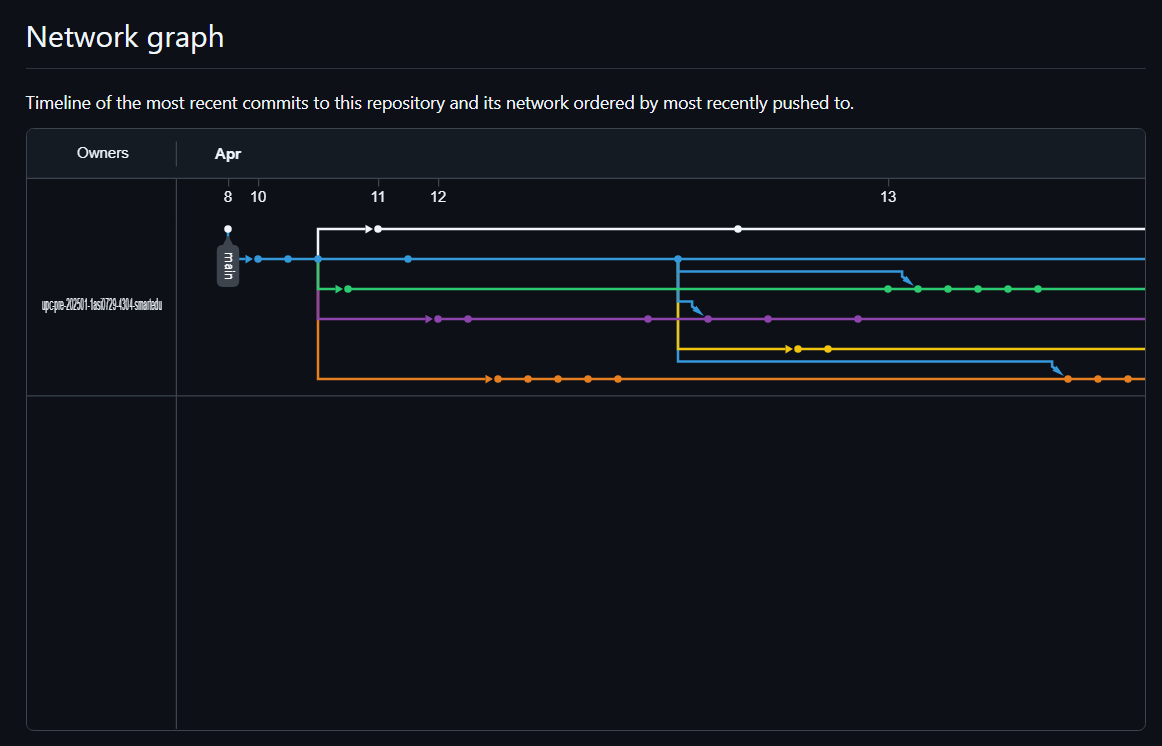 Network graph
Timeline of the most recent commits to this repository and its network ordered by most recently pushed to.
Owners
Apr
8 10 11 12 13
main
upc-pre-202501-1asi0729-4304-smartedu